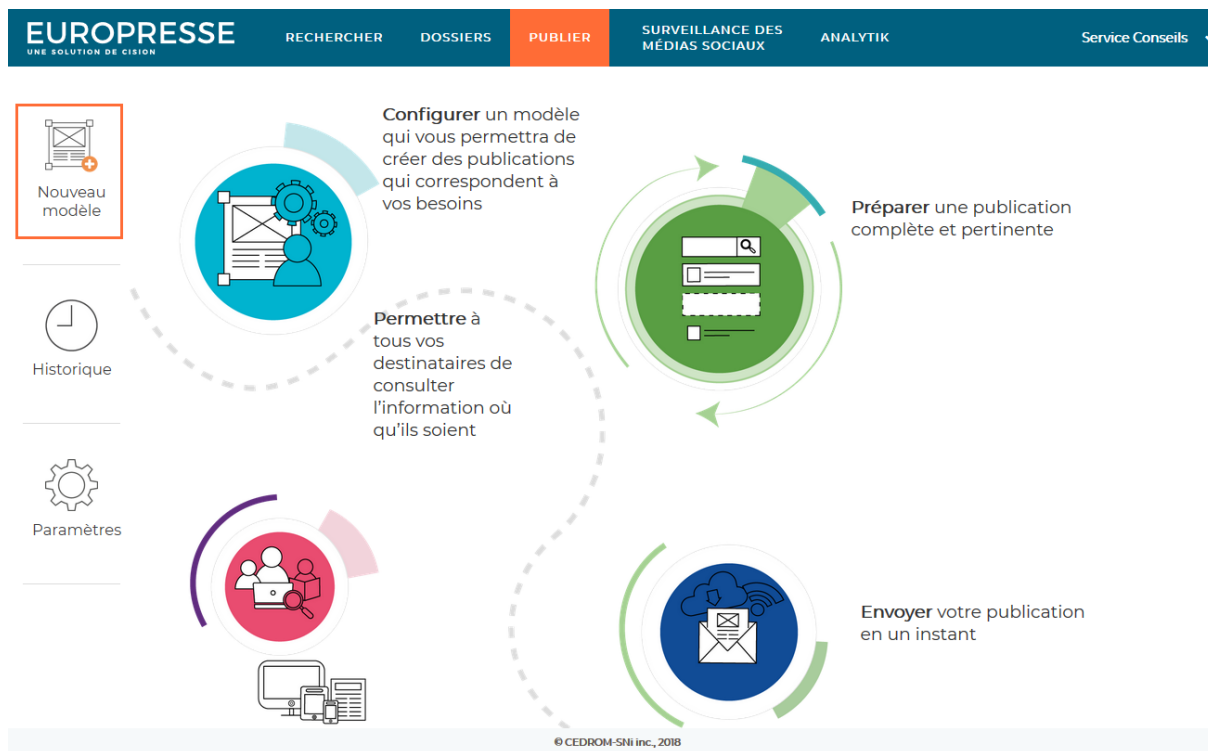 EUROPRESSE
UNE SOLUTION DE CISION
RECHERCHER
DOSSIERS
PUBLIER
SURVEILLANCE DES
MÉDIAS SOCIAUX
ANALYTIK
Service Conseils
Nouveau
modèle
Historique
Paramètres
Configurer un modèle
qui vous permettra de
créer des publications
qui correspondent à
vos besoins
Préparer une publication
complète et pertinente
Permettre à
tous vos
destinataires de
consulter
l'information où
qu'ils soient
Envoyer votre publication
en un instant
© CEDROM-SNi inc., 2018